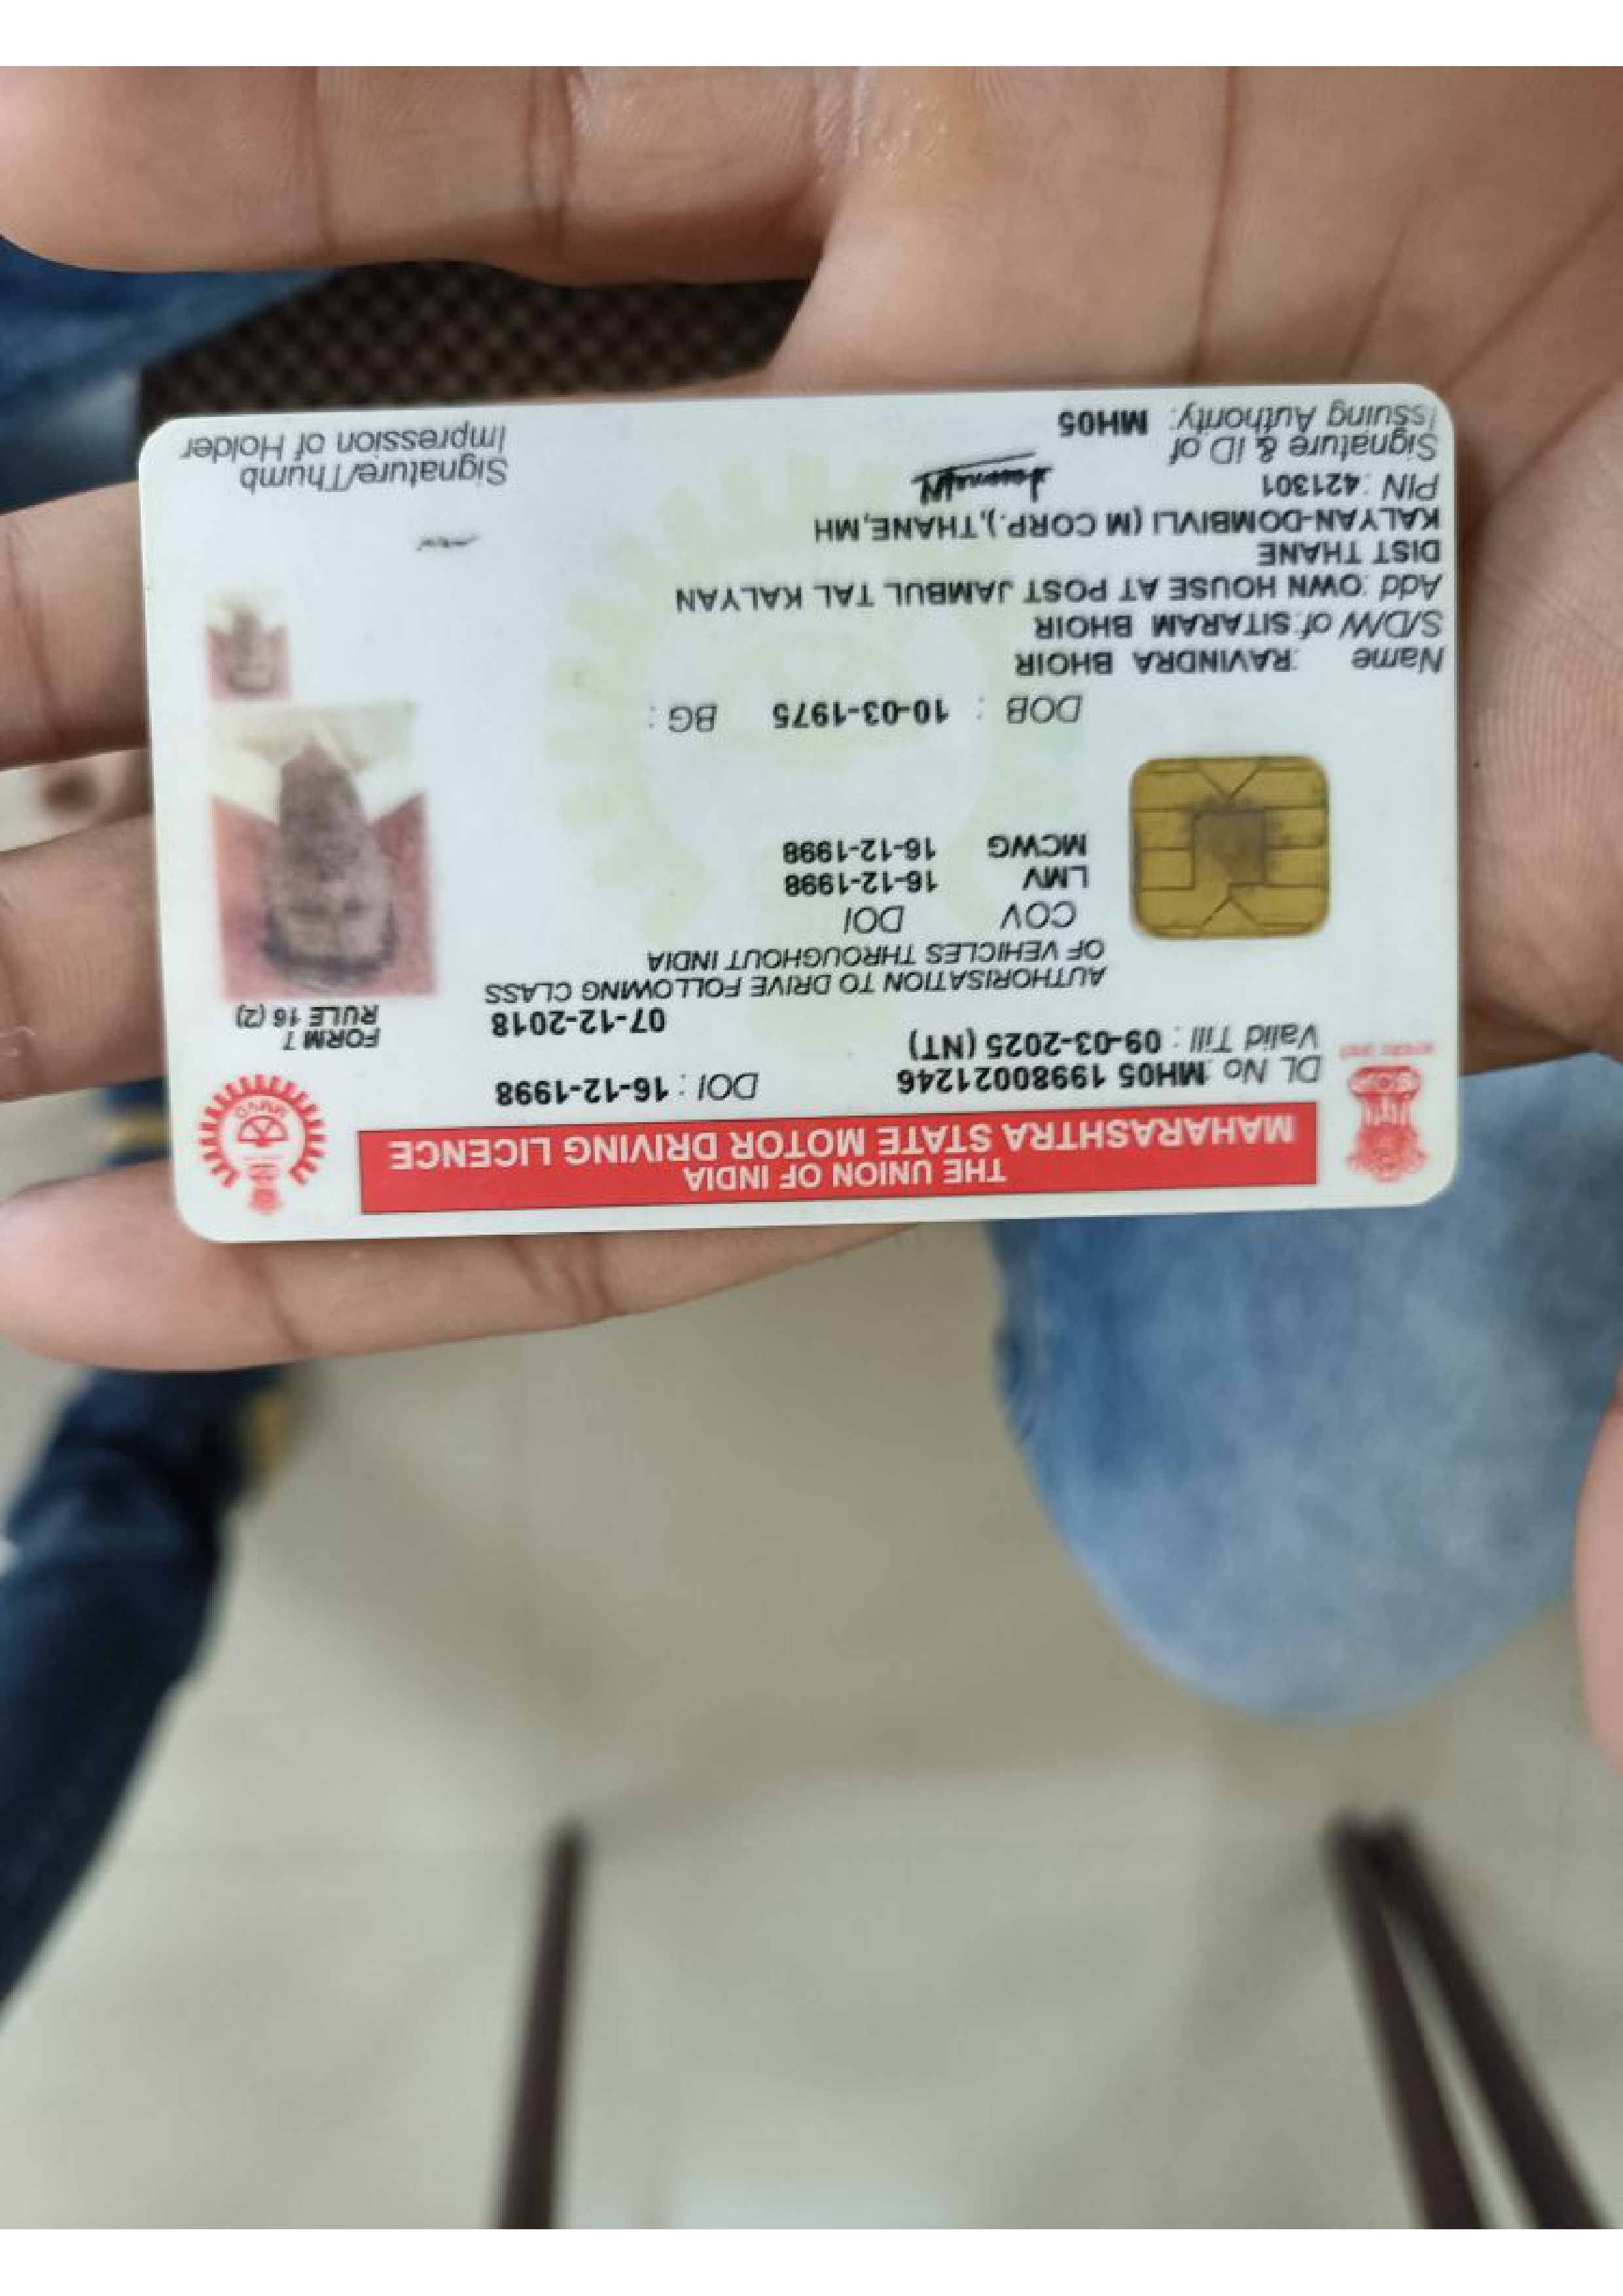 THE UNION OF INDIA
MAHARASHTRA STATE MOTOR DRIVING LICENCE
DL No MH05 19980021246 DOI : 16-12-1998
Valid Till : 09-03-2025 (NT) 07-12-2018
FORM 7
RULE 16 (2)
AUTHORISATION TO DRIVE FOLLOWING CLASS
OF VEHICLES THROUGHOUT INDIA
COV DOI
LMV 16-12-1998
MCWG 16-12-1998
DOB : 10-03-1975 BG :
Name :RAVINDRA BHOIR
S/D/W of :SITARAM BHOIR
Add :OWN HOUSE AT POST JAMBUL TAL KALYAN
DIST THANE
KALYAN-DOMBIVLI (M CORP.),THANE,MH
PIN :421301
Signature & ID of
Issuing Authority: MH05
Signature/Thumb
Impression of Holder